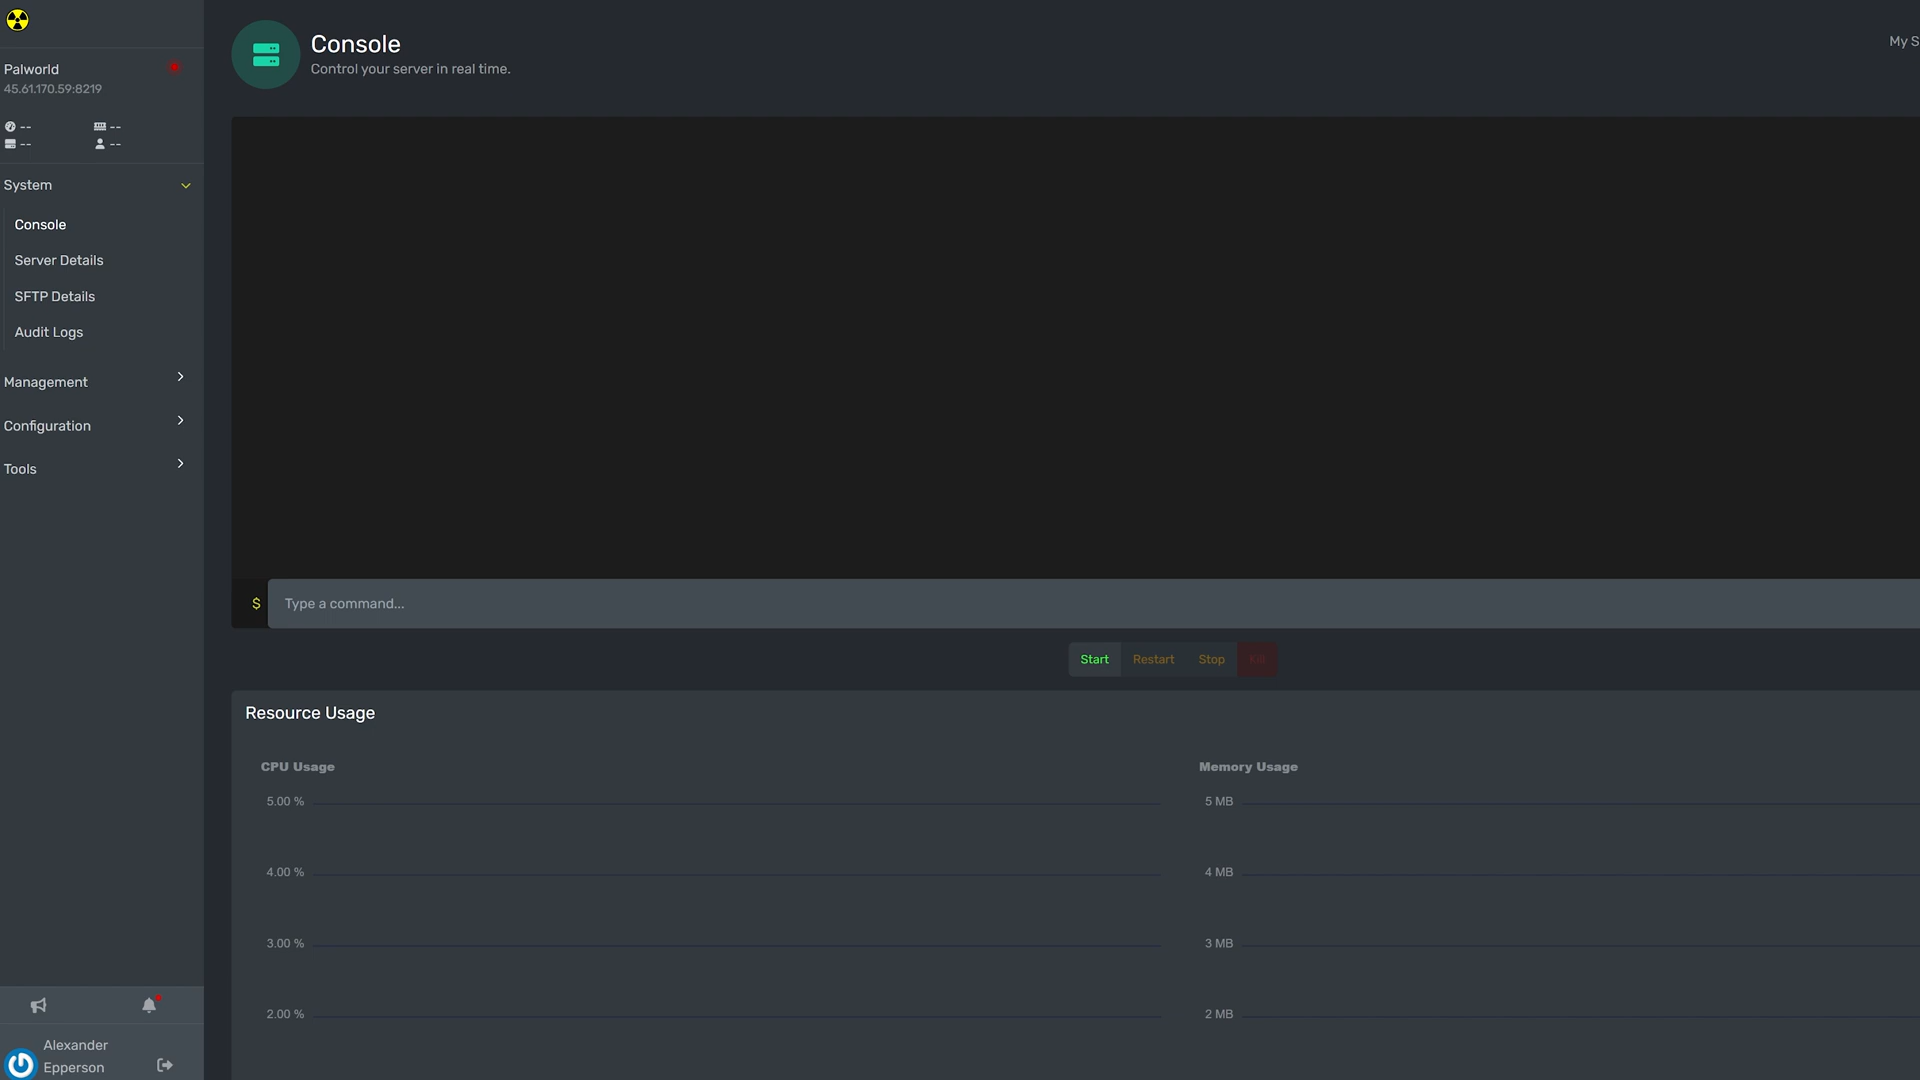 Palworld
45.61.170.59:8219
--
--
--
--
System
Console
Server Details
SFTP Details
Audit Logs
Management
Configuration
Tools
Alexander
Epperson
Console
Control your server in real time.
My S
$ Type a command...
Start Restart Stop Kill
Resource Usage
CPU Usage
5.00 %
4.00 %
3.00 %
2.00 %
Memory Usage
5 MB
4 MB
3 MB
2 MB